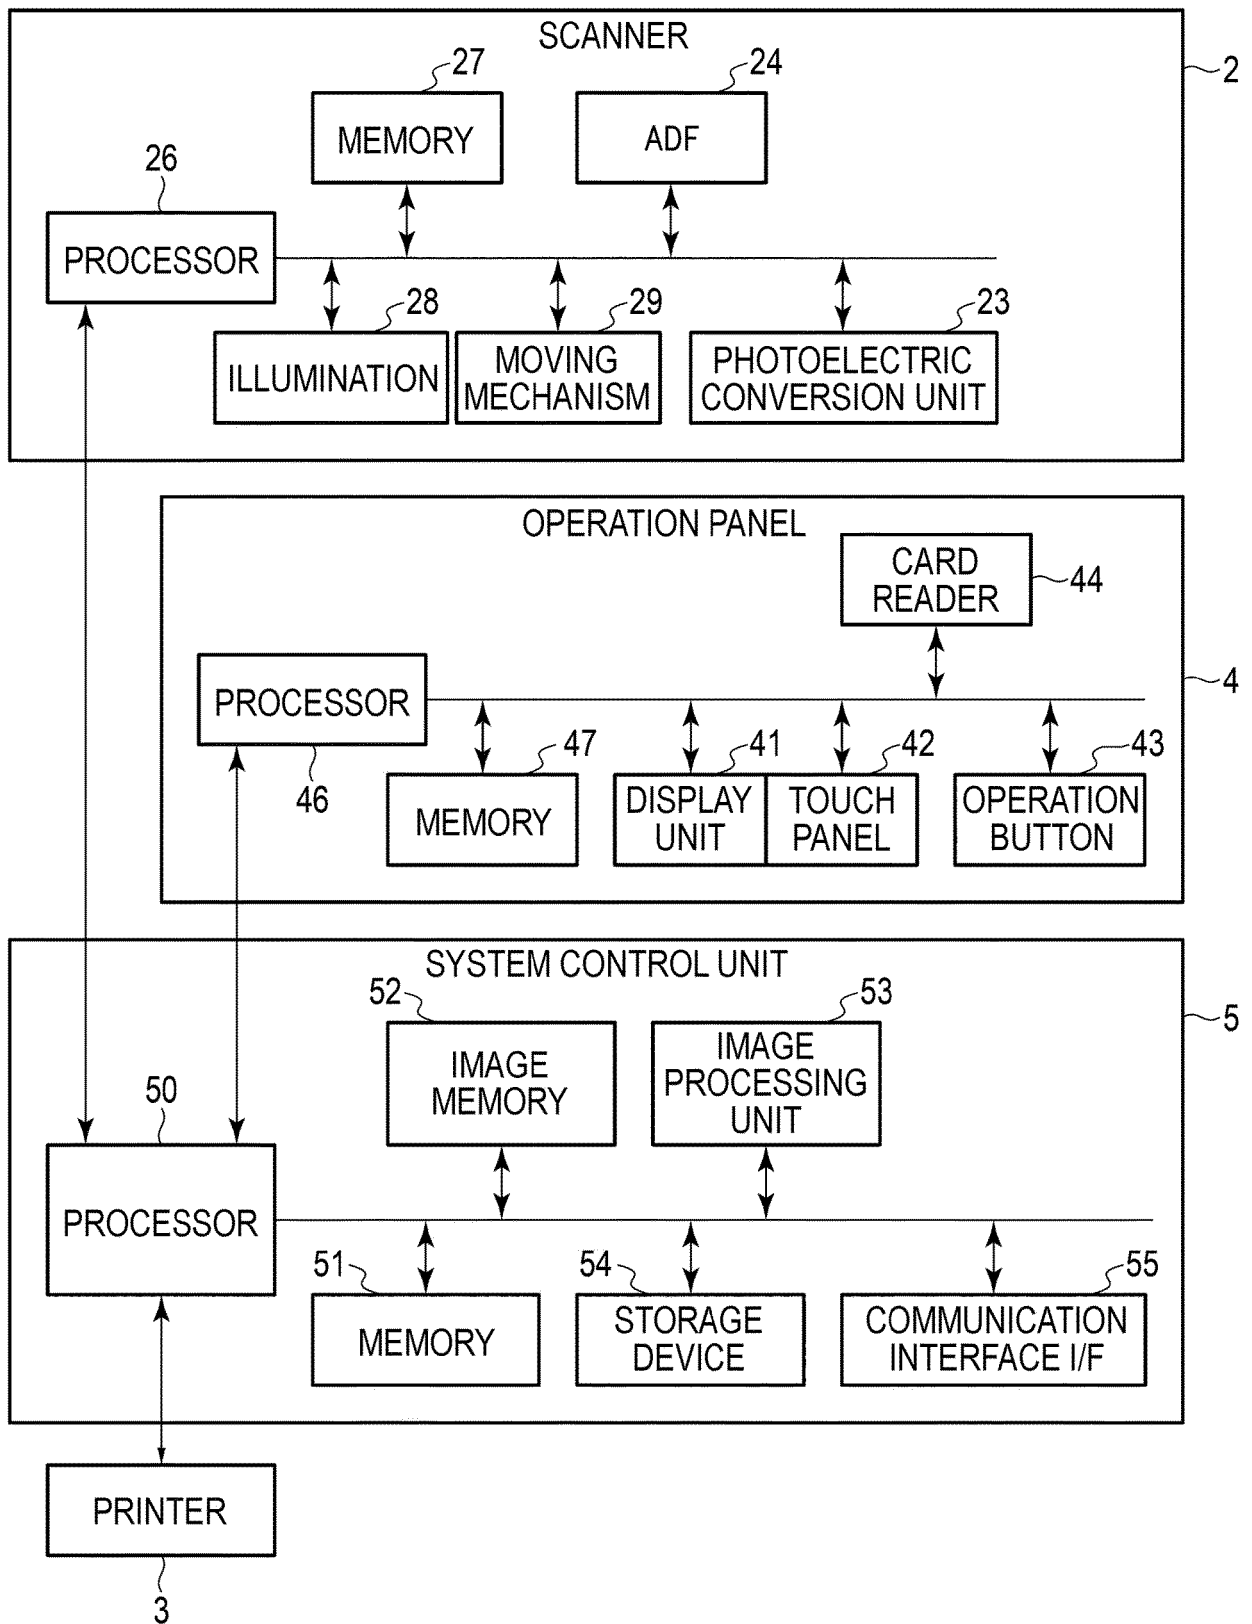 SCANNER
2
27
24
MEMORY
ADF
26
PROCESSOR
28
29
23
ILLUMINATION
MOVING
MECHANISM
PHOTOELECTRIC
CONVERSION UNIT
OPERATION PANEL
CARD
READER
44
4
PROCESSOR
46
47
41
42
43
MEMORY
DISPLAY
UNIT
TOUCH
PANEL
OPERATION
BUTTON
SYSTEM CONTROL UNIT
5
52
53
IMAGE
MEMORY
IMAGE
PROCESSING
UNIT
50
PROCESSOR
51
54
55
MEMORY
STORAGE
DEVICE
COMMUNICATION
INTERFACE I/F
PRINTER
3